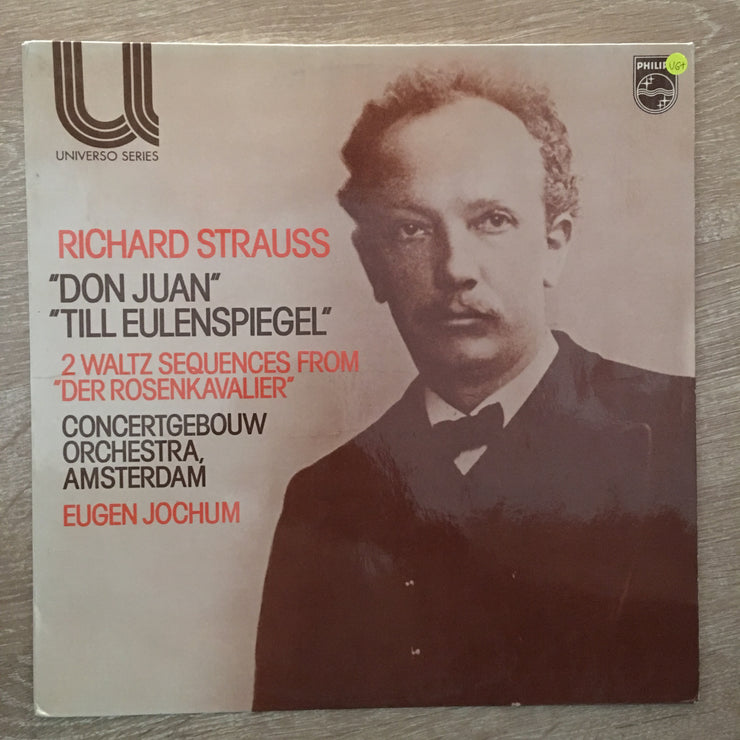 UNIVERSO SERIES
PHILIPS
VG+
RICHARD STRAUSS
"DON JUAN"
"TILL EULENSPIEGEL"
2 WALTZ SEQUENCES FROM
"DER ROSENKAVALIER"
CONCERTGEBOUW
ORCHESTRA,
AMSTERDAM
EUGEN JOCHUM